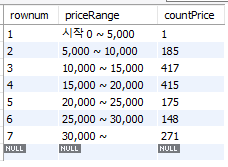 rownum priceRange countPrice
1 시작 0 ~ 5,000 1
2 5,000 ~ 10,000 185
3 10,000 ~ 15,000 417
4 15,000 ~ 20,000 415
5 20,000 ~ 25,000 175
6 25,000 ~ 30,000 148
7 30,000 ~ 271
NULL NULL NULL